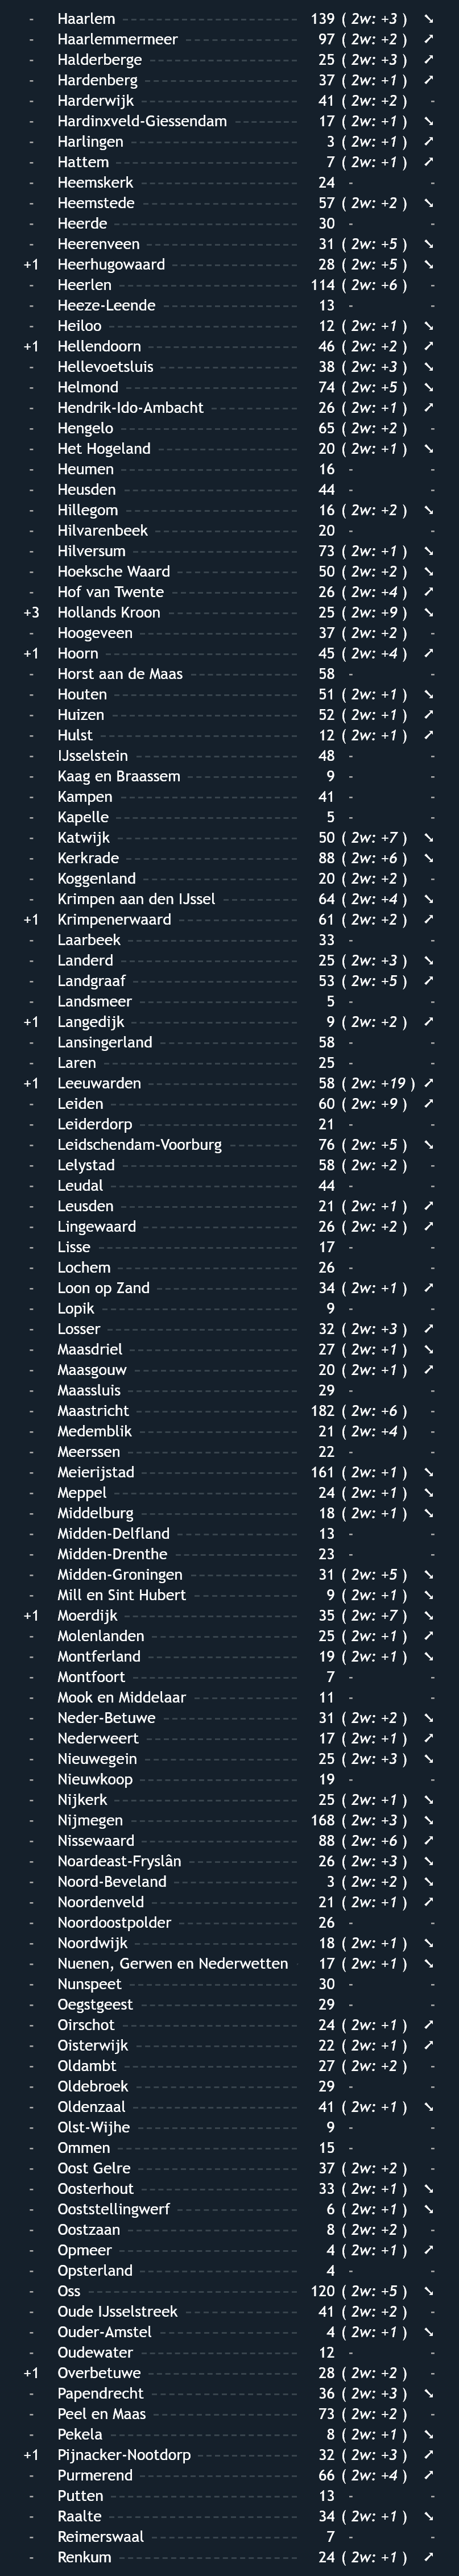 - Haarlem 139 ( 2w: +3 ) ➘
- Haarlemmermeer 97 ( 2w: +2 ) ➚
- Halderberge 25 ( 2w: +3 ) ➚
- Hardenberg 37 ( 2w: +1 ) ➚
- Harderwijk 41 ( 2w: +2 ) -
- Hardinxveld-Giessendam 17 ( 2w: +1 ) ➘
- Harlingen 3 ( 2w: +1 ) ➚
- Hattem 7 ( 2w: +1 ) ➚
- Heemskerk 24 - -
- Heemstede 57 ( 2w: +2 ) ➘
- Heerde 30 - -
- Heerenveen 31 ( 2w: +5 ) ➘
+1 Heerhugowaard 28 ( 2w: +5 ) ➘
- Heerlen 114 ( 2w: +6 ) -
- Heeze-Leende 13 - -
- Heiloo 12 ( 2w: +1 ) ➘
+1 Hellendoorn 46 ( 2w: +2 ) ➚
- Hellevoetsluis 38 ( 2w: +3 ) ➘
- Helmond 74 ( 2w: +5 ) ➘
- Hendrik-Ido-Ambacht 26 ( 2w: +1 ) ➚
- Hengelo 65 ( 2w: +2 ) -
- Het Hogeland 20 ( 2w: +1 ) ➘
- Heumen 16 - -
- Heusden 44 - -
- Hillegom 16 ( 2w: +2 ) ➘
- Hilvarenbeek 20 - -
- Hilversum 73 ( 2w: +1 ) ➘
- Hoeksche Waard 50 ( 2w: +2 ) ➘
- Hof van Twente 26 ( 2w: +4 ) ➚
+3 Hollands Kroon 25 ( 2w: +9 ) ➘
- Hoogeveen 37 ( 2w: +2 ) -
+1 Hoorn 45 ( 2w: +4 ) ➚
- Horst aan de Maas 58 - -
- Houten 51 ( 2w: +1 ) ➘
- Huizen 52 ( 2w: +1 ) ➚
- Hulst 12 ( 2w: +1 ) ➚
- IJsselstein 48 - -
- Kaag en Braassem 9 - -
- Kampen 41 - -
- Kapelle 5 - -
- Katwijk 50 ( 2w: +7 ) ➘
- Kerkrade 88 ( 2w: +6 ) ➘
- Koggenland 20 ( 2w: +2 ) -
- Krimpen aan den IJssel 64 ( 2w: +4 ) ➘
+1 Krimpenerwaard 61 ( 2w: +2 ) ➚
- Laarbeek 33 - -
- Landerd 25 ( 2w: +3 ) ➘
- Landgraaf 53 ( 2w: +5 ) ➚
- Landsmeer 5 - -
+1 Langedijk 9 ( 2w: +2 ) ➚
- Lansingerland 58 - -
- Laren 25 - -
+1 Leeuwarden 58 ( 2w: +19 ) ➚
- Leiden 60 ( 2w: +9 ) ➚
- Leiderdorp 21 - -
- Leidschendam-Voorburg 76 ( 2w: +5 ) ➘
- Lelystad 58 ( 2w: +2 ) -
- Leudal 44 - -
- Leusden 21 ( 2w: +1 ) ➚
- Lingewaard 26 ( 2w: +2 ) ➚
- Lisse 17 - -
- Lochem 26 - -
- Loon op Zand 34 ( 2w: +1 ) ➚
- Lopik 9 - -
- Losser 32 ( 2w: +3 ) ➚
- Maasdriel 27 ( 2w: +1 ) ➘
- Maasgouw 20 ( 2w: +1 ) ➚
- Maassluis 29 - -
- Maastricht 182 ( 2w: +6 ) -
- Medemblik 21 ( 2w: +4 ) -
- Meerssen 22 - -
- Meierijstad 161 ( 2w: +1 ) ➘
- Meppel 24 ( 2w: +1 ) ➘
- Middelburg 18 ( 2w: +1 ) ➘
- Midden-Delfland 13 - -
- Midden-Drenthe 23 - -
- Midden-Groningen 31 ( 2w: +5 ) ➘
- Mill en Sint Hubert 9 ( 2w: +1 ) ➘
+1 Moerdijk 35 ( 2w: +7 ) ➘
- Molenlanden 25 ( 2w: +1 ) ➚
- Montferland 19 ( 2w: +1 ) ➘
- Montfoort 7 - -
- Mook en Middelaar 11 - -
- Neder-Betuwe 31 ( 2w: +2 ) ➘
- Nederweert 17 ( 2w: +1 ) ➚
- Nieuwegein 25 ( 2w: +3 ) ➘
- Nieuwkoop 19 - -
- Nijkerk 25 ( 2w: +1 ) ➘
- Nijmegen 168 ( 2w: +3 ) ➘
- Nissewaard 88 ( 2w: +6 ) ➚
- Noardeast-Fryslân 26 ( 2w: +3 ) ➘
- Noord-Beveland 3 ( 2w: +2 ) ➘
- Noordenveld 21 ( 2w: +1 ) ➚
- Noordoostpolder 26 - -
- Noordwijk 18 ( 2w: +1 ) ➘
- Nuenen, Gerwen en Nederwetten 17 ( 2w: +1 ) ➘
- Nunspeet 30 - -
- Oegstgeest 29 - -
- Oirschot 24 ( 2w: +1 ) ➚
- Oisterwijk 22 ( 2w: +1 ) ➚
- Oldambt 27 ( 2w: +2 ) -
- Oldebroek 29 - -
- Oldenzaal 41 ( 2w: +1 ) ➘
- Olst-Wijhe 9 - -
- Ommen 15 - -
- Oost Gelre 37 ( 2w: +2 ) -
- Oosterhout 33 ( 2w: +1 ) ➘
- Ooststellingwerf 6 ( 2w: +1 ) ➘
- Oostzaan 8 ( 2w: +2 ) -
- Opmeer 4 ( 2w: +1 ) ➚
- Opsterland 4 - -
- Oss 120 ( 2w: +5 ) ➘
- Oude IJsselstreek 41 ( 2w: +2 ) -
- Ouder-Amstel 4 ( 2w: +1 ) ➘
- Oudewater 12 - -
+1 Overbetuwe 28 ( 2w: +2 ) -
- Papendrecht 36 ( 2w: +3 ) ➘
- Peel en Maas 73 ( 2w: +2 ) -
- Pekela 8 ( 2w: +1 ) ➘
+1 Pijnacker-Nootdorp 32 ( 2w: +3 ) ➚
- Purmerend 66 ( 2w: +4 ) ➚
- Putten 13 - -
- Raalte 34 ( 2w: +1 ) ➘
- Reimerswaal 7 - -
- Renkum 24 ( 2w: +1 ) ➚